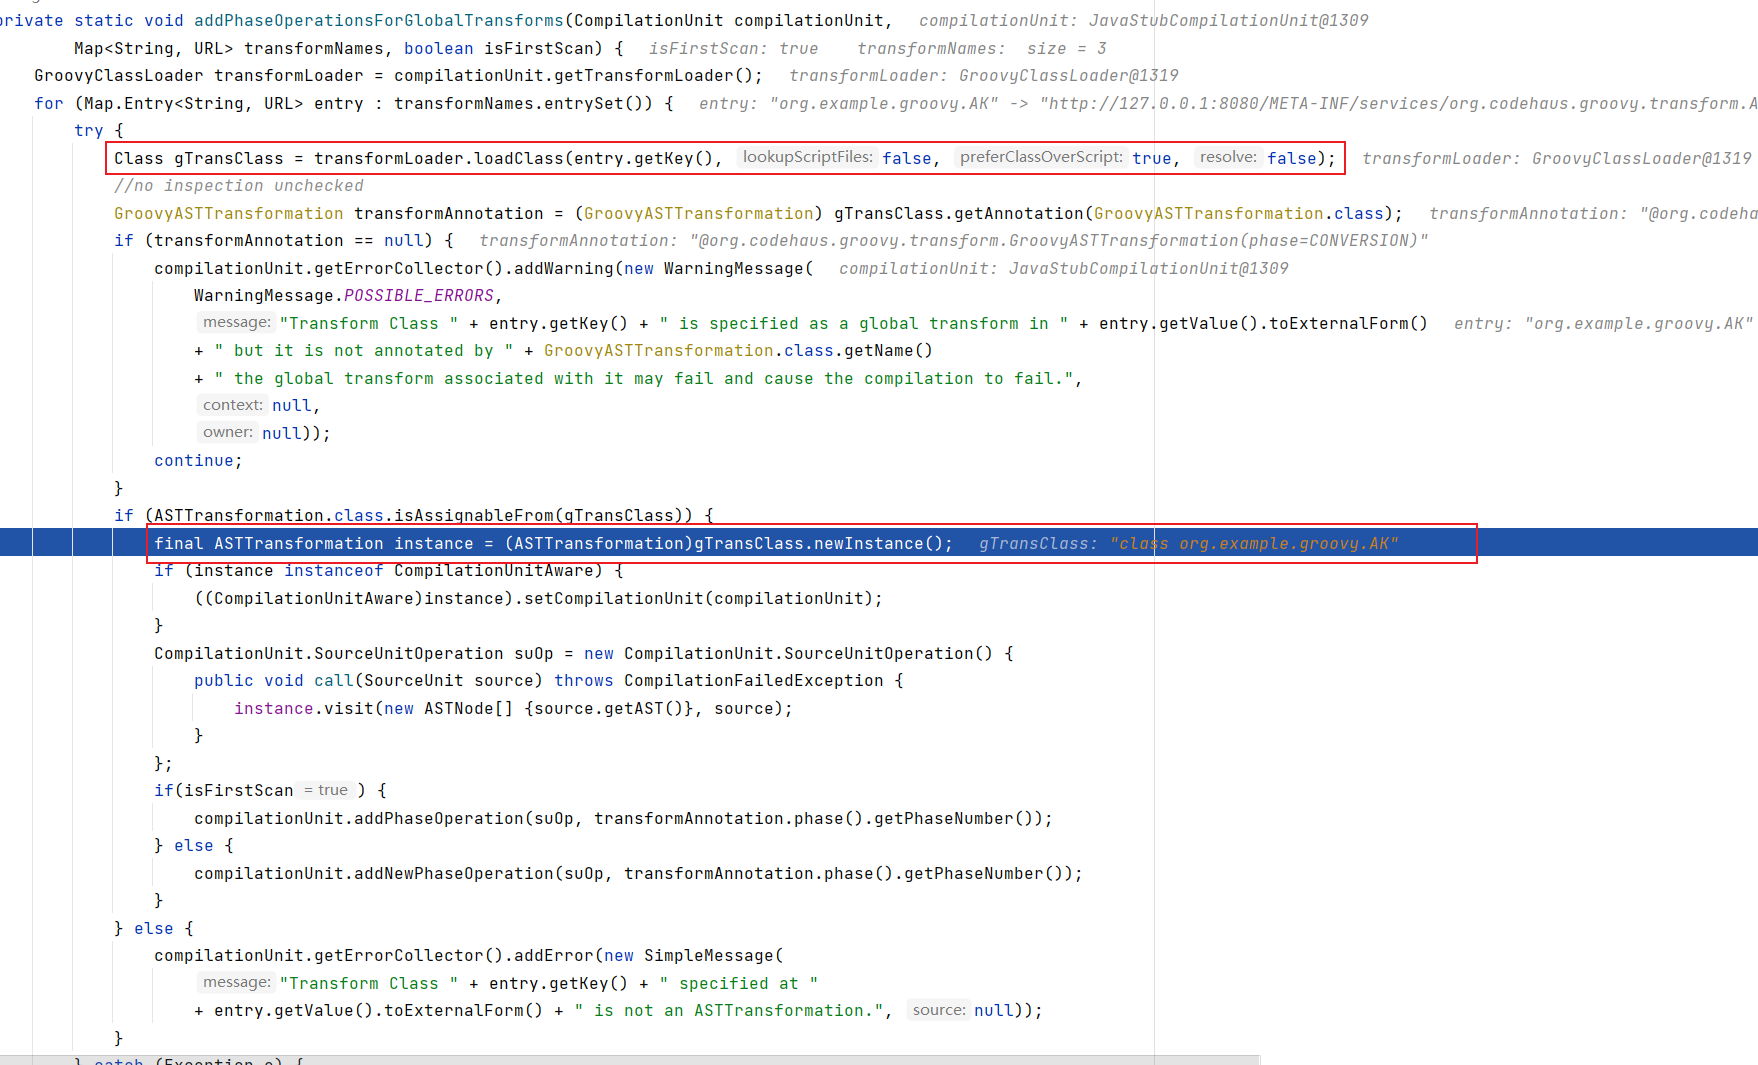 private static void addPhaseOperationsForGlobalTransforms(CompilationUnit compilationUnit,   compilationUnit: JavaStubCompilationUnit@1309
Map<String, URL> transformNames, boolean isFirstScan) {   isFirstScan: true    transformNames:  size = 3
GroovyClassLoader transformLoader = compilationUnit.getTransformLoader();   transformLoader: GroovyClassLoader@1319
for (Map.Entry<String, URL> entry : transformNames.entrySet()) {   entry: "org.example.groovy.AK" -> "http://127.0.0.1:8080/META-INF/services/org.codehaus.groovy.transform.A
try {
Class gTransClass = transformLoader.loadClass(entry.getKey(), lookupScriptFiles: false, preferClassOverScript: true, resolve: false);   transformLoader: GroovyClassLoader@1319
//no inspection unchecked
GroovyASTTransformation transformAnnotation = (GroovyASTTransformation) gTransClass.getAnnotation(GroovyASTTransformation.class);   transformAnnotation: "@org.codeha
if (transformAnnotation == null) {   transformAnnotation: "@org.codehaus.groovy.transform.GroovyASTTransformation(phase=CONVERSION)"
compilationUnit.getErrorCollector().addWarning(new WarningMessage(   compilationUnit: JavaStubCompilationUnit@1309
WarningMessage.POSSIBLE_ERRORS,
message: "Transform Class " + entry.getKey() + " is specified as a global transform in " + entry.getValue().toExternalForm()   entry: "org.example.groovy.AK"
+ " but it is not annotated by " + GroovyASTTransformation.class.getName()
+ " the global transform associated with it may fail and cause the compilation to fail.",
context: null,
owner: null));
continue;
}
if (ASTTransformation.class.isAssignableFrom(gTransClass)) {
final ASTTransformation instance = (ASTTransformation)gTransClass.newInstance();   gTransClass: "class org.example.groovy.AK"
if (instance instanceof CompilationUnitAware) {
((CompilationUnitAware)instance).setCompilationUnit(compilationUnit);
}
CompilationUnit.SourceUnitOperation suOp = new CompilationUnit.SourceUnitOperation() {
public void call(SourceUnit source) throws CompilationFailedException {
instance.visit(new ASTNode[] {source.getAST()}, source);
}
};
if(isFirstScan = true ) {
compilationUnit.addPhaseOperation(suOp, transformAnnotation.phase().getPhaseNumber());
} else {
compilationUnit.addNewPhaseOperation(suOp, transformAnnotation.phase().getPhaseNumber());
}
} else {
compilationUnit.getErrorCollector().addError(new SimpleMessage(
message: "Transform Class " + entry.getKey() + " specified at "
+ entry.getValue().toExternalForm() + " is not an ASTTransformation.", source: null));
}
} catch (Exception e) {